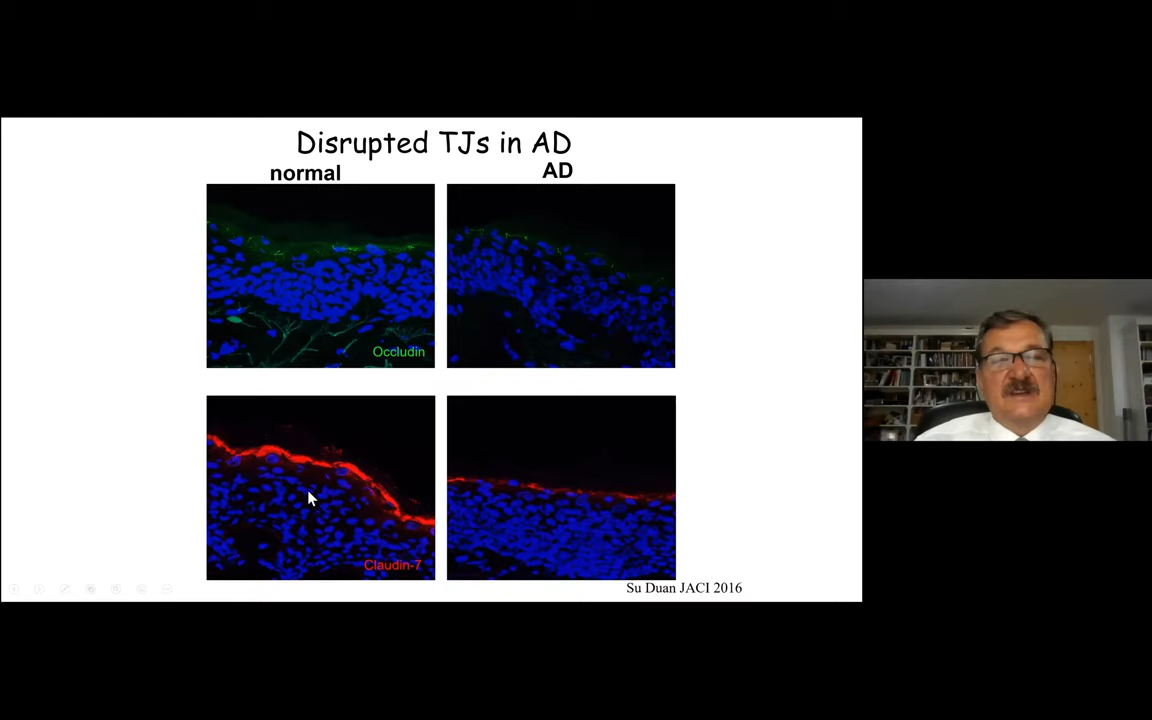 Disrupted TJs in AD
normal
AD
Occludin
Claudin-7
Su Duan JACI 2016